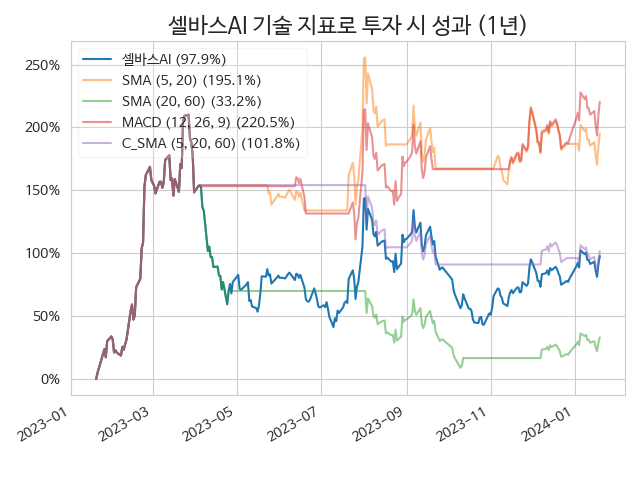 셀바스AI 기술 지표로 투자 시 성과 (1년)
셀바스AI (97.9%)
SMA (5, 20) (195.1%)
SMA (20, 60) (33.2%)
MACD (12, 26, 9) (220.5%)
C_SMA (5, 20, 60) (101.8%)
250%
200%
150%
100%
50%
0%
2023-01
2023-03
2023-05
2023-07
2023-09
2023-11
2024-01